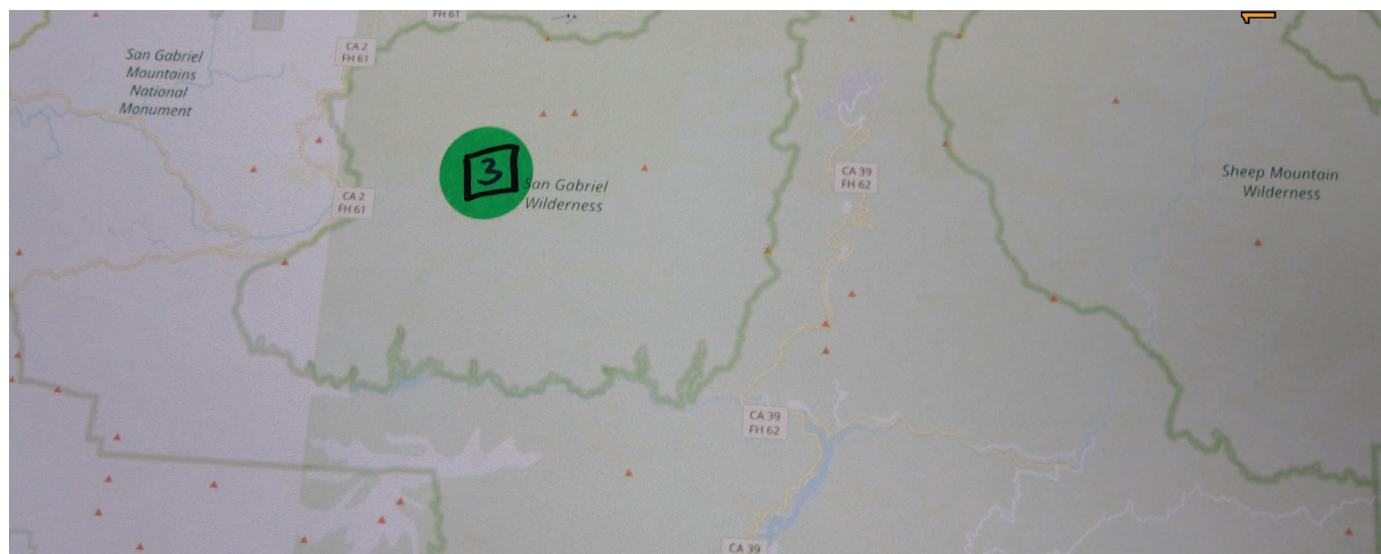 FH 61
San Gabriel
Mountains
National
Monument
CA 2
FH 61
CA 2
FH 61
3
San Gabriel
Wilderness
CA 39
FH 62
Sheep Mountain
Wilderness
CA 39
FH 62
CA 39